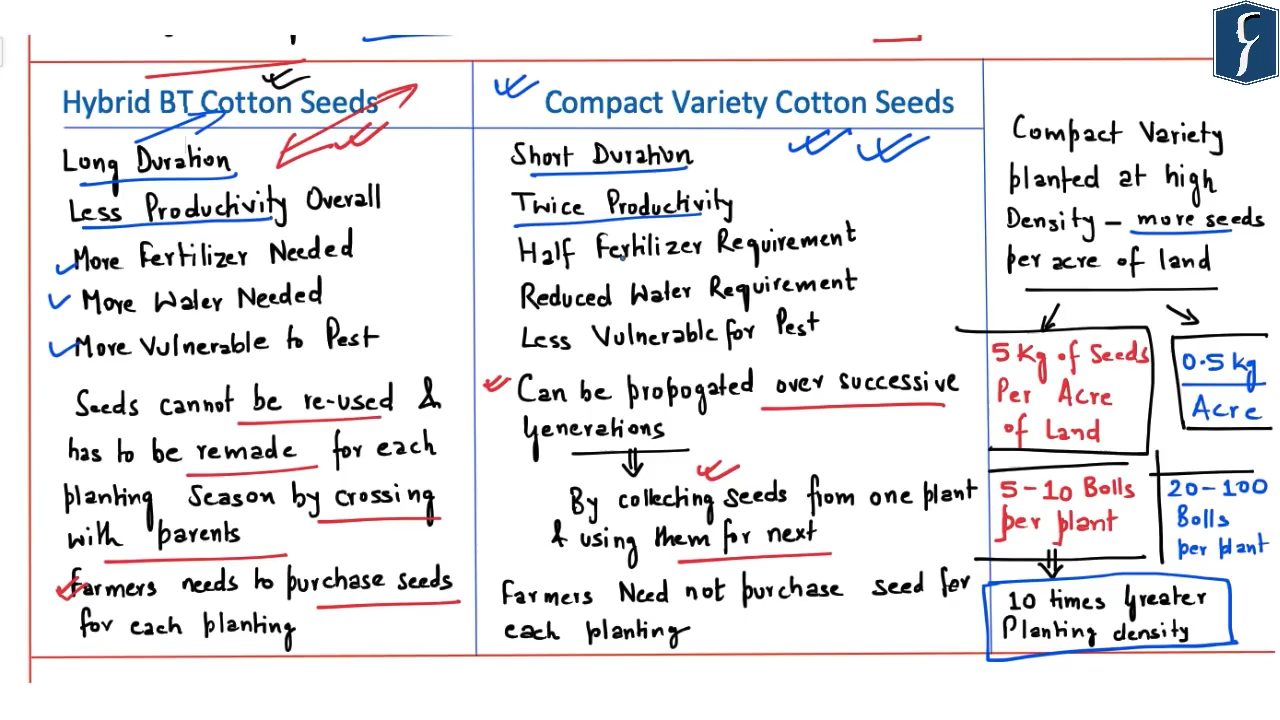 Hybrid BT Cotton Seeds
Long Duration
Less Productivity Overall
More Fertilizer Needed
More Water Needed
More Vulnerable to Pest
Seeds cannot be re-used &
has to be remade for each
planting Season by crossing
with parents
Farmers needs to purchase seeds
for each planting
Compact Variety Cotton Seeds
Short Duration
Twice Productivity
Half Fertilizer Requirement
Reduced Water Requirement
Less Vulnerable for Pest
Can be propogated over successive
Generations
By collecting seeds from one plant
& using them for next
Farmers Need not purchase seed for
each planting
Compact Variety
planted at high
Density – more seeds
per acre of land
5 Kg of Seeds
Per Acre
of Land
0.5 kg
Acre
5-10 Bolls
per plant
20-100
Bolls
per plant
10 times Greater
Planting density